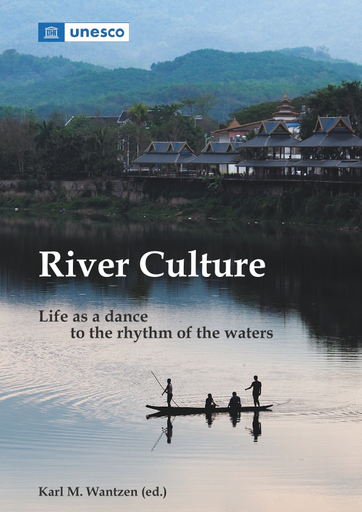 unesco
River Culture
Life as a dance
to the rhythm of the waters
Karl M. Wantzen (ed.)